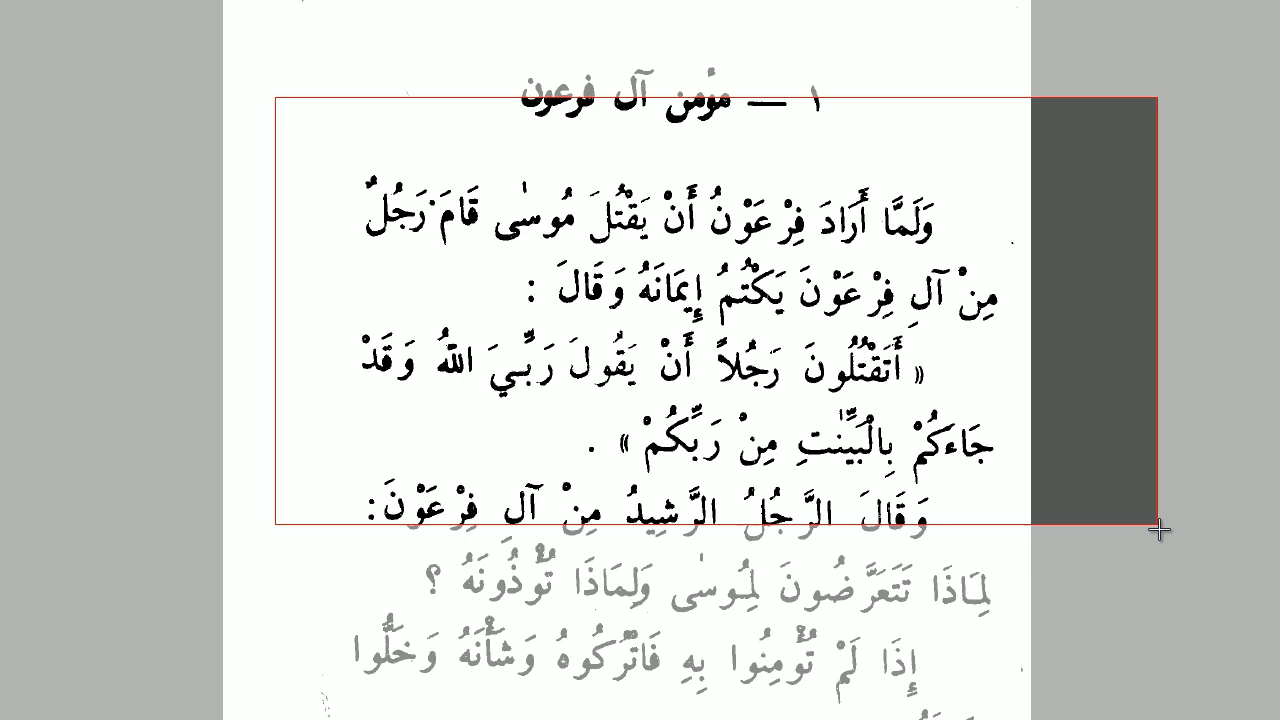 ١ — مؤمن آل فرعون
وَلَمَّا أَرَادَ فِرْعَوْنُ أَنْ يَقْتُلَ مُوسٰى قَامَ رَجُلٌ
مِنْ آلِ فِرْعَوْنَ يَكْتُمُ إِيمَانَهُ وَقَالَ :
« أَتَقْتُلُونَ رَجُلاً أَنْ يَقُولَ رَبِّيَ اللهُ وَقَدْ
جَاءَكُمْ بِالْبَيِّنٰتِ مِنْ رَبِّكُمْ » .
وَقَالَ الرَّجُلُ الرَّشِيدُ مِنْ آلِ فِرْعَوْنَ:
لِمَاذَا تَتَعَرَّضُونَ لِمُوسٰى وَلِمَاذَا تُؤْذُونَهُ ؟
إِذَا لَمْ تُؤْمِنُوا بِهِ فَاتْرُكُوهُ وَشَأْنَهُ وَخَلُّوا